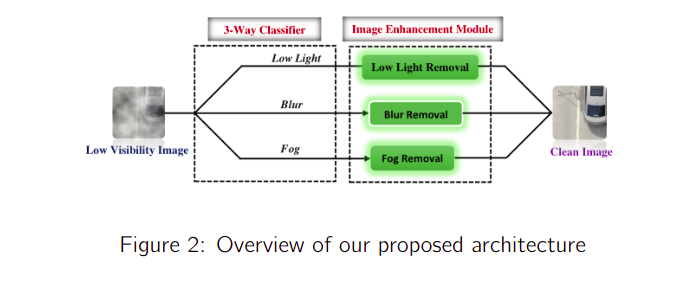 3-Way Classifier
Image Enhancement Module
Low Light
Low Light Removal
Blur
Blur Removal
Low Visibility Image
Fog
Fog Removal
Clean Image
Figure 2: Overview of our proposed architecture